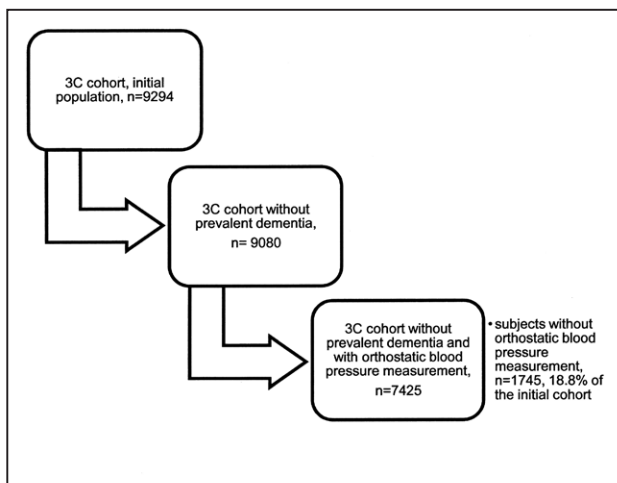 3C cohort, initial
population, n=9294
3C cohort without
prevalent dementia,
n= 9080
3C cohort without
prevalent dementia and
with orthostatic blood
pressure measurement,
n=7425
• subjects without
orthostatic blood
pressure
measurement,
n=1745, 18.8% of
the initial cohort